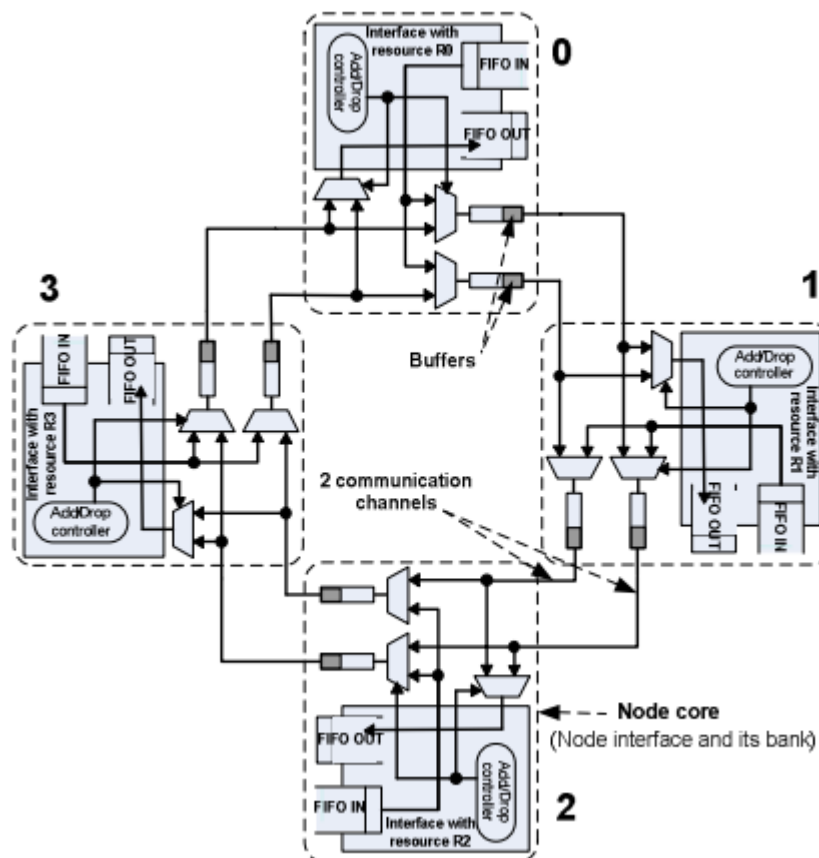 Interface with
resource R0
0
Add/Drop
controller
FIFO IN
FIFO OUT
3
1
Buffers
FIFO IN
FIFO OUT
Interface with
resource R3
Add/Drop
controller
Add/Drop
controller
Interface with
resource R1
FIFO OUT
FIFO IN
2 communication
channels
Node core
(Node interface and its bank)
FIFO OUT
FIFO IN
Add/Drop
controller
Interface with
resource R2
2